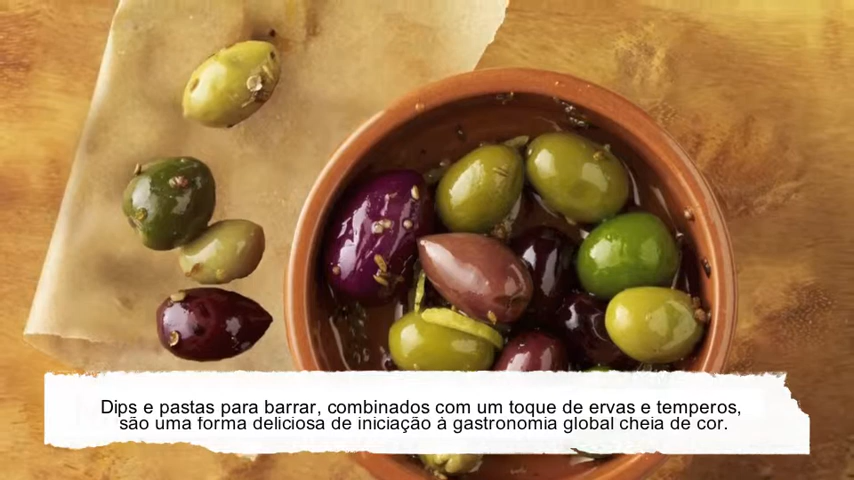 Dips e pastas para barrar, combinados com um toque de ervas e temperos,
são uma forma deliciosa de iniciação à gastronomia global cheia de cor.